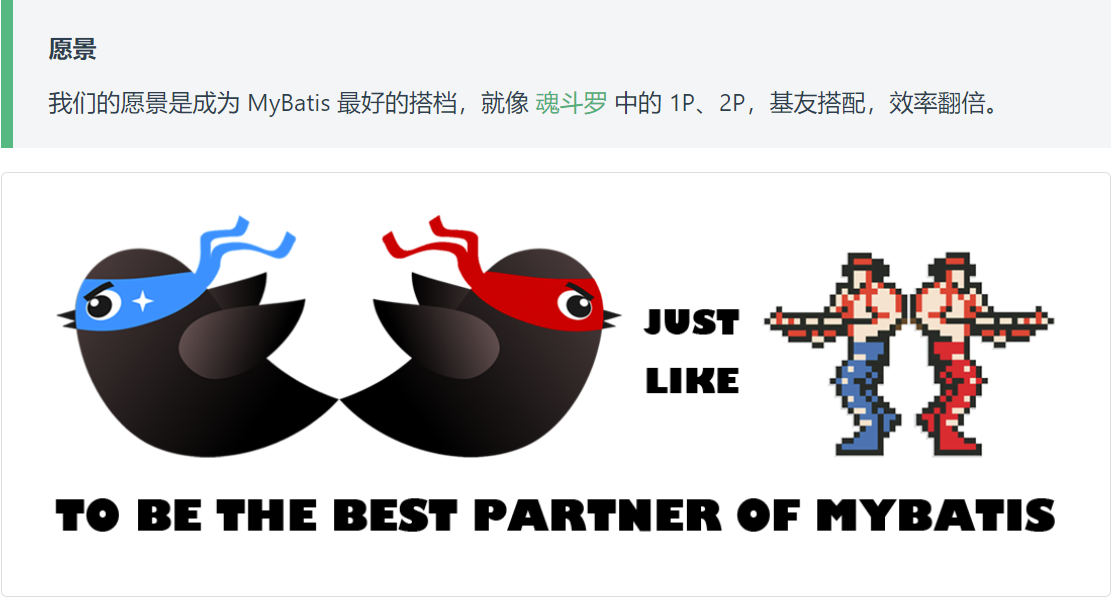 愿景
我们的愿景是成为 MyBatis 最好的搭档，就像 魂斗罗 中的 1P、2P，基友搭配，效率翻倍。
JUST
LIKE
TO BE THE BEST PARTNER OF MYBATIS